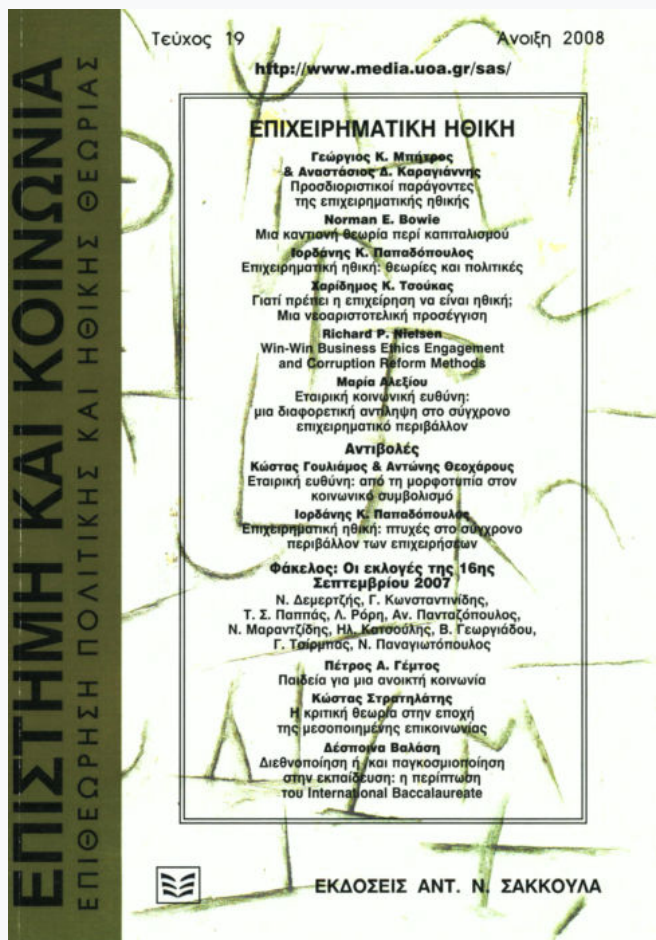 ΕΠΙΣΤΗΜΗ ΚΑΙ ΚΟΙΝΩΝΙΑ
ΕΠΙΘΕΩΡΗΣΗ ΠΟΛΙΤΙΚΗΣ ΚΑΙ ΗΘΙΚΗΣ ΘΕΩΡΙΑΣ
Τεύχος 19 Άνοιξη 2008
http://www.media.uoa.gr/sas/
ΕΠΙΧΕΙΡΗΜΑΤΙΚΗ ΗΘΙΚΗ
Γεώργιος Κ. Μπήτρος
& Αναστάσιος Δ. Καραγιάννης
Προσδιοριστικοί παράγοντες
της επιχειρηματικής ηθικής
Norman E. Bowie
Μια καντιανή θεωρία περί καπιταλισμού
Ιορδάνης Κ. Παπαδόπουλος
Επιχειρηματική ηθική: θεωρίες και πολιτικές
Χαρίδημος Κ. Τσούκας
Γιατί πρέπει η επιχείρηση να είναι ηθική;
Μια νεοαριστοτελική προσέγγιση
Richard P. Nielsen
Win-Win Business Ethics Engagement
and Corruption Reform Methods
Μαρία Αλεξίου
Εταιρική κοινωνική ευθύνη:
μια διαφορετική αντίληψη στο σύγχρονο
επιχειρηματικό περιβάλλον
Αντιβολές
Κώστας Γουλιάμος & Αντώνης Θεοχάρους
Εταιρική ευθύνη: από τη μορφοτυπία στον
κοινωνικό συμβολισμό
Ιορδάνης Κ. Παπαδόπουλος
Επιχειρηματική ηθική: πτυχές στο σύγχρονο
περιβάλλον των επιχειρήσεων
Φάκελος: Οι εκλογές της 16ης
Σεπτεμβρίου 2007
Ν. Δεμερτζής, Γ. Κωνσταντινίδης,
Τ. Σ. Παππάς, Λ. Ρόρη, Αν. Πανταζόπουλος,
Ν. Μαραντζίδης, Ηλ. Κατσούλης, Β. Γεωργιάδου,
Γ. Τσίρμπας, Ν. Παναγιωτόπουλος
Πέτρος Α. Γέμτος
Παιδεία για μια ανοικτή κοινωνία
Κώστας Στρατηλάτης
Η κριτική θεωρία στην εποχή
της μεσοποιημένης επικοινωνίας
Δέσποινα Βαλάση
Διεθνοποίηση ή / και παγκοσμιοποίηση
στην εκπαίδευση: η περίπτωση
του International Baccalaureate
ΕΚΔΟΣΕΙΣ ΑΝΤ. Ν. ΣΑΚΚΟΥΛΑ